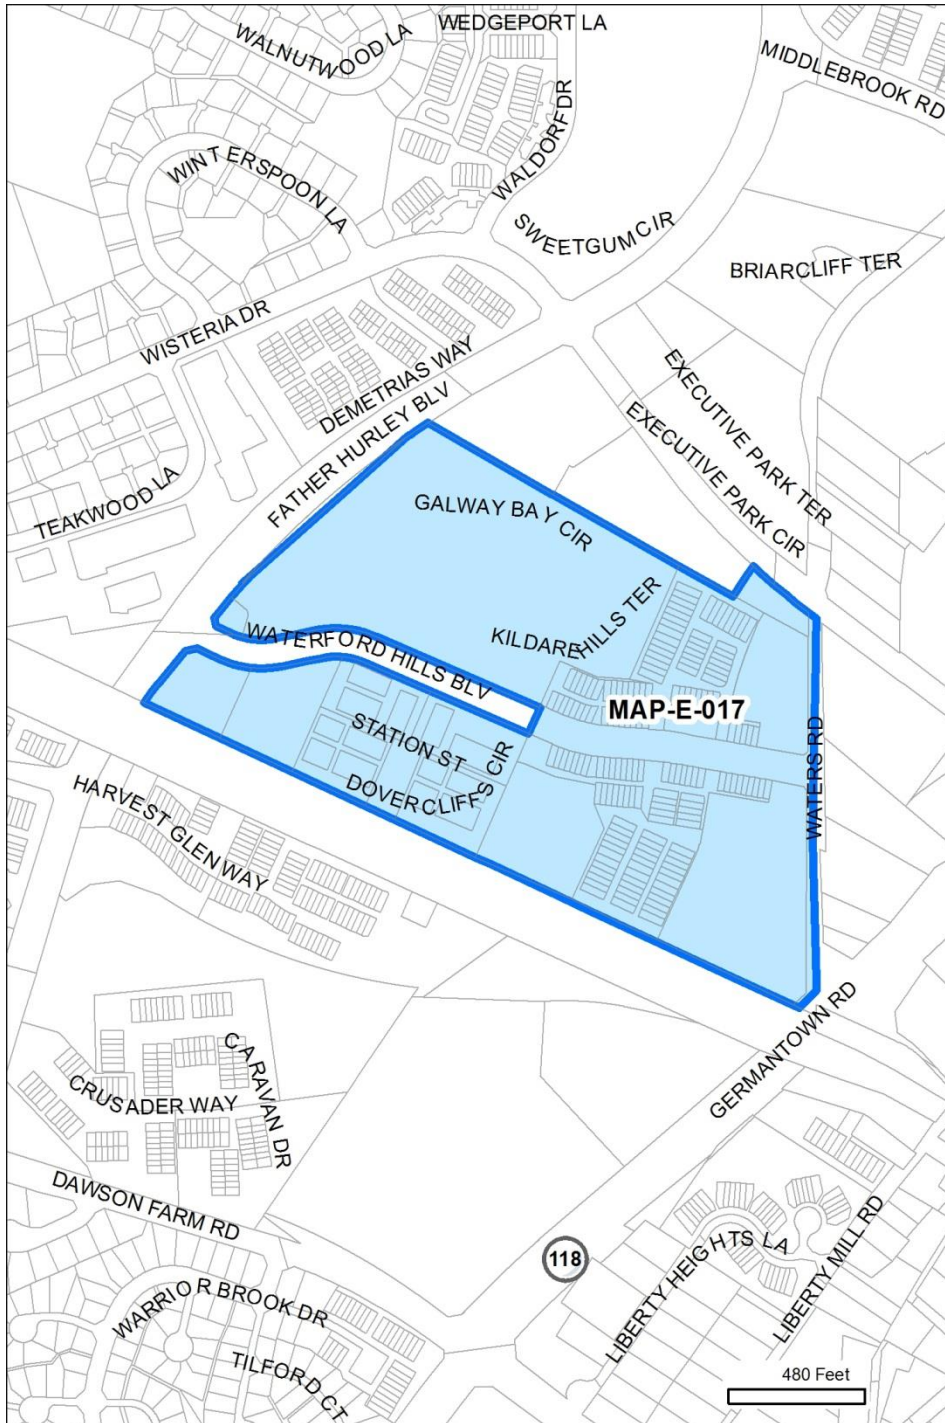 WEDGEPORT LA
WALNUTWOOD LA
MIDDLEBROOK RD
WALDORF DR
WINTERSPOON LA
SWEETGUM CIR
BRIARCLIFF TER
WISTERIA DR
DEMETRIAS WAY
EXECUTIVE PARK TER
FATHER HURLEY BLV
EXECUTIVE PARK CIR
TEAKWOOD LA
GALWAY BAY CIR
KILDARE HILLS TER
WATERFORD HILLS BLV
MAP-E-017
STATION ST
WATERS RD
DOVERCLIFFS CIR
HARVEST GLEN WAY
GERMANTOWN RD
CARAVAN DR
CRUSADER WAY
DAWSON FARM RD
118
LIBERTY HEIGHTS LA
LIBERTY MILL RD
WARRIOR BROOK DR
TILFORD CT
480 Feet